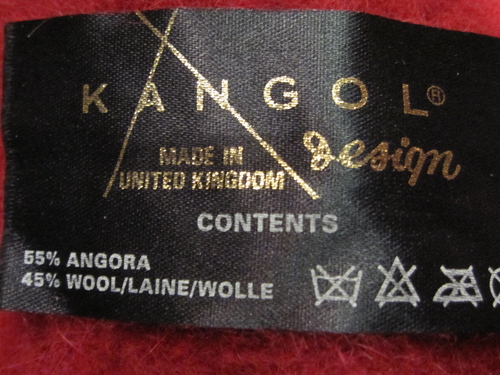 KANGOL®
design
MADE IN
UNITED KINGDOM
CONTENTS
55% ANGORA
45% WOOL/LAINE/WOLLE